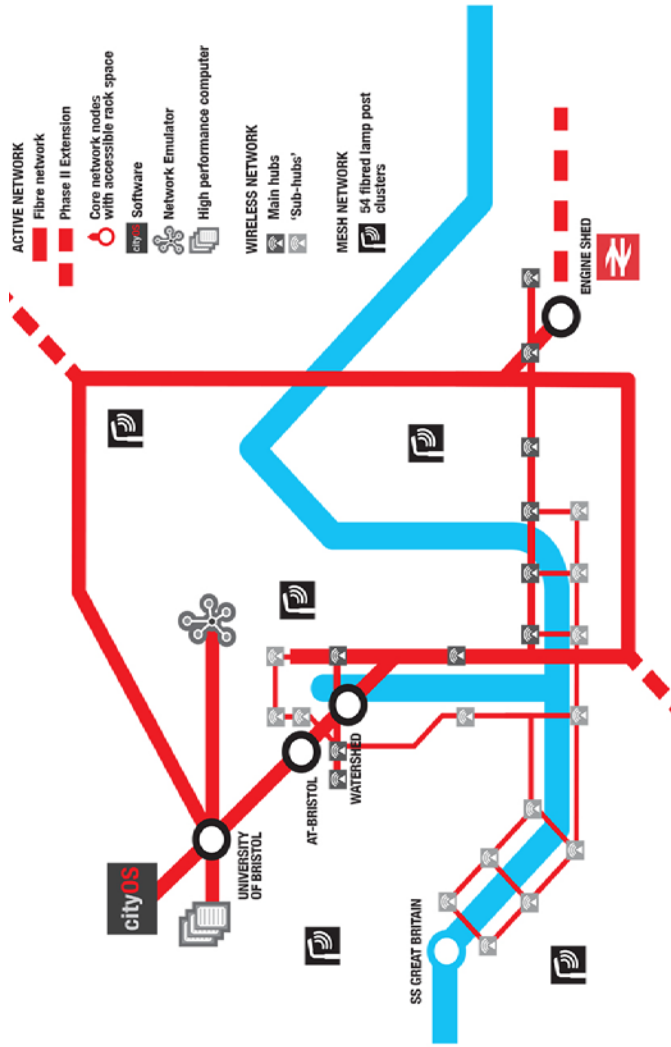 ACTIVE NETWORK
Fibre network
Phase II Extension
Core network nodes
with accessible rack space
cityOS
Software
Network Emulator
High performance computer
WIRELESS NETWORK
Main hubs
'Sub-hubs'
MESH NETWORK
54 fibred lamp post
clusters
cityOS
UNIVERSITY
OF BRISTOL
AT-BRISTOL
WATERSHED
SS GREAT BRITAIN
ENGINE SHED